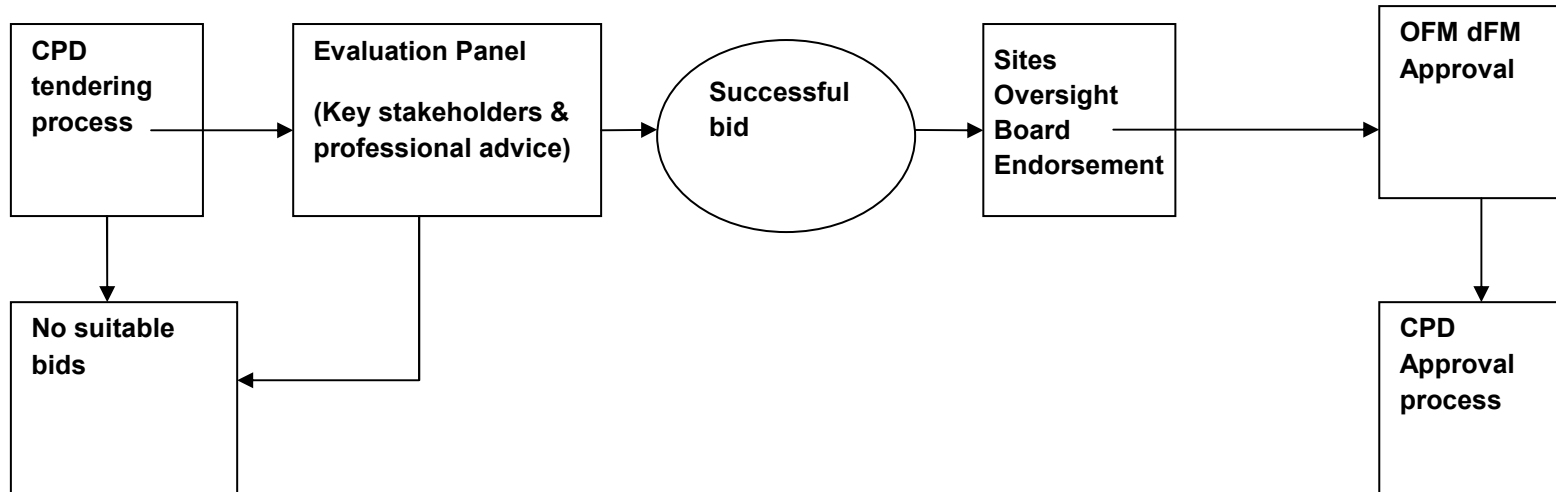 CPD
tendering
process
Evaluation Panel
(Key stakeholders &
professional advice)
Successful
bid
Sites
Oversight
Board
Endorsement
OFM dFM
Approval
No suitable
bids
CPD
Approval
process